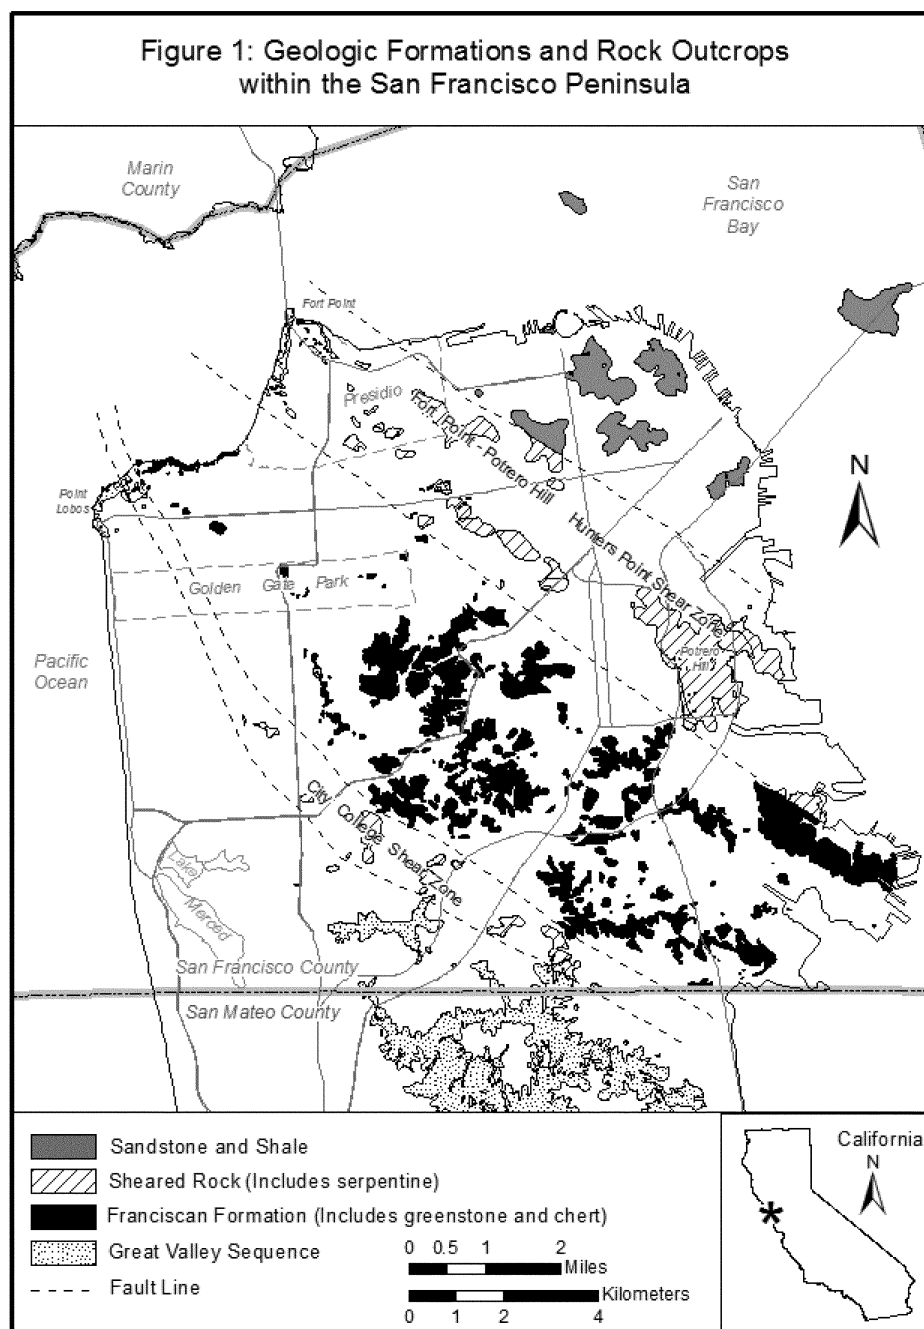 Figure 1: Geologic Formations and Rock Outcrops
within the San Francisco Peninsula
Marin
County
San
Francisco
Bay
Fort Point
Presidio
Fort Point - Potrero Hill
Hunters Point Shear Zone
Point
Lobos
N
Golden Gate Park
Pacific
Ocean
Potrero
Hill
City College Shear Zone
Lake
Merced
San Francisco County
San Mateo County
Sandstone and Shale
Sheared Rock (Includes serpentine)
Franciscan Formation (Includes greenstone and chert)
Great Valley Sequence
Fault Line
0 0.5 1 2
Miles
Kilometers
0 1 2 4
California
N